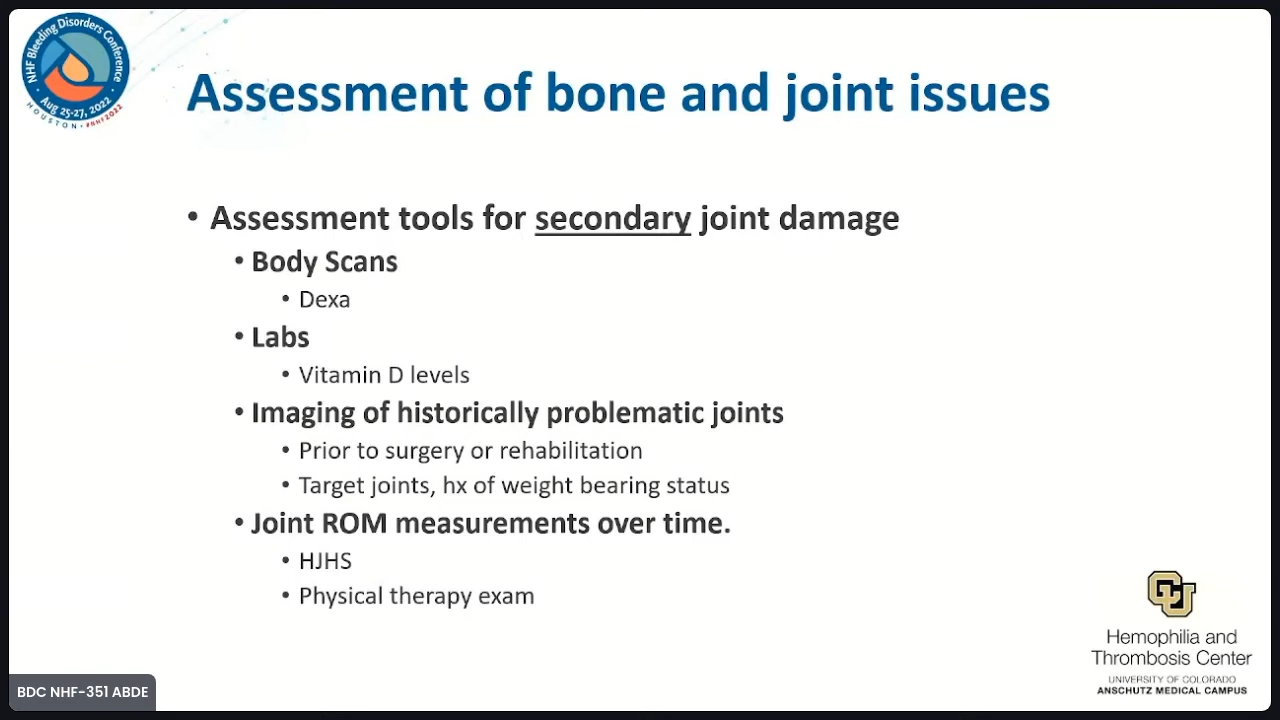 NHF Bleeding Disorders Conference
Aug 25-27, 2022
HOUSTON • #NHF2022
Assessment of bone and joint issues
• Assessment tools for secondary joint damage
• Body Scans
• Dexa
• Labs
• Vitamin D levels
• Imaging of historically problematic joints
• Prior to surgery or rehabilitation
• Target joints, hx of weight bearing status
• Joint ROM measurements over time.
• HJHS
• Physical therapy exam
CU
Hemophilia and
Thrombosis Center
UNIVERSITY OF COLORADO
ANSCHUTZ MEDICAL CAMPUS
BDC NHF-351 ABDE